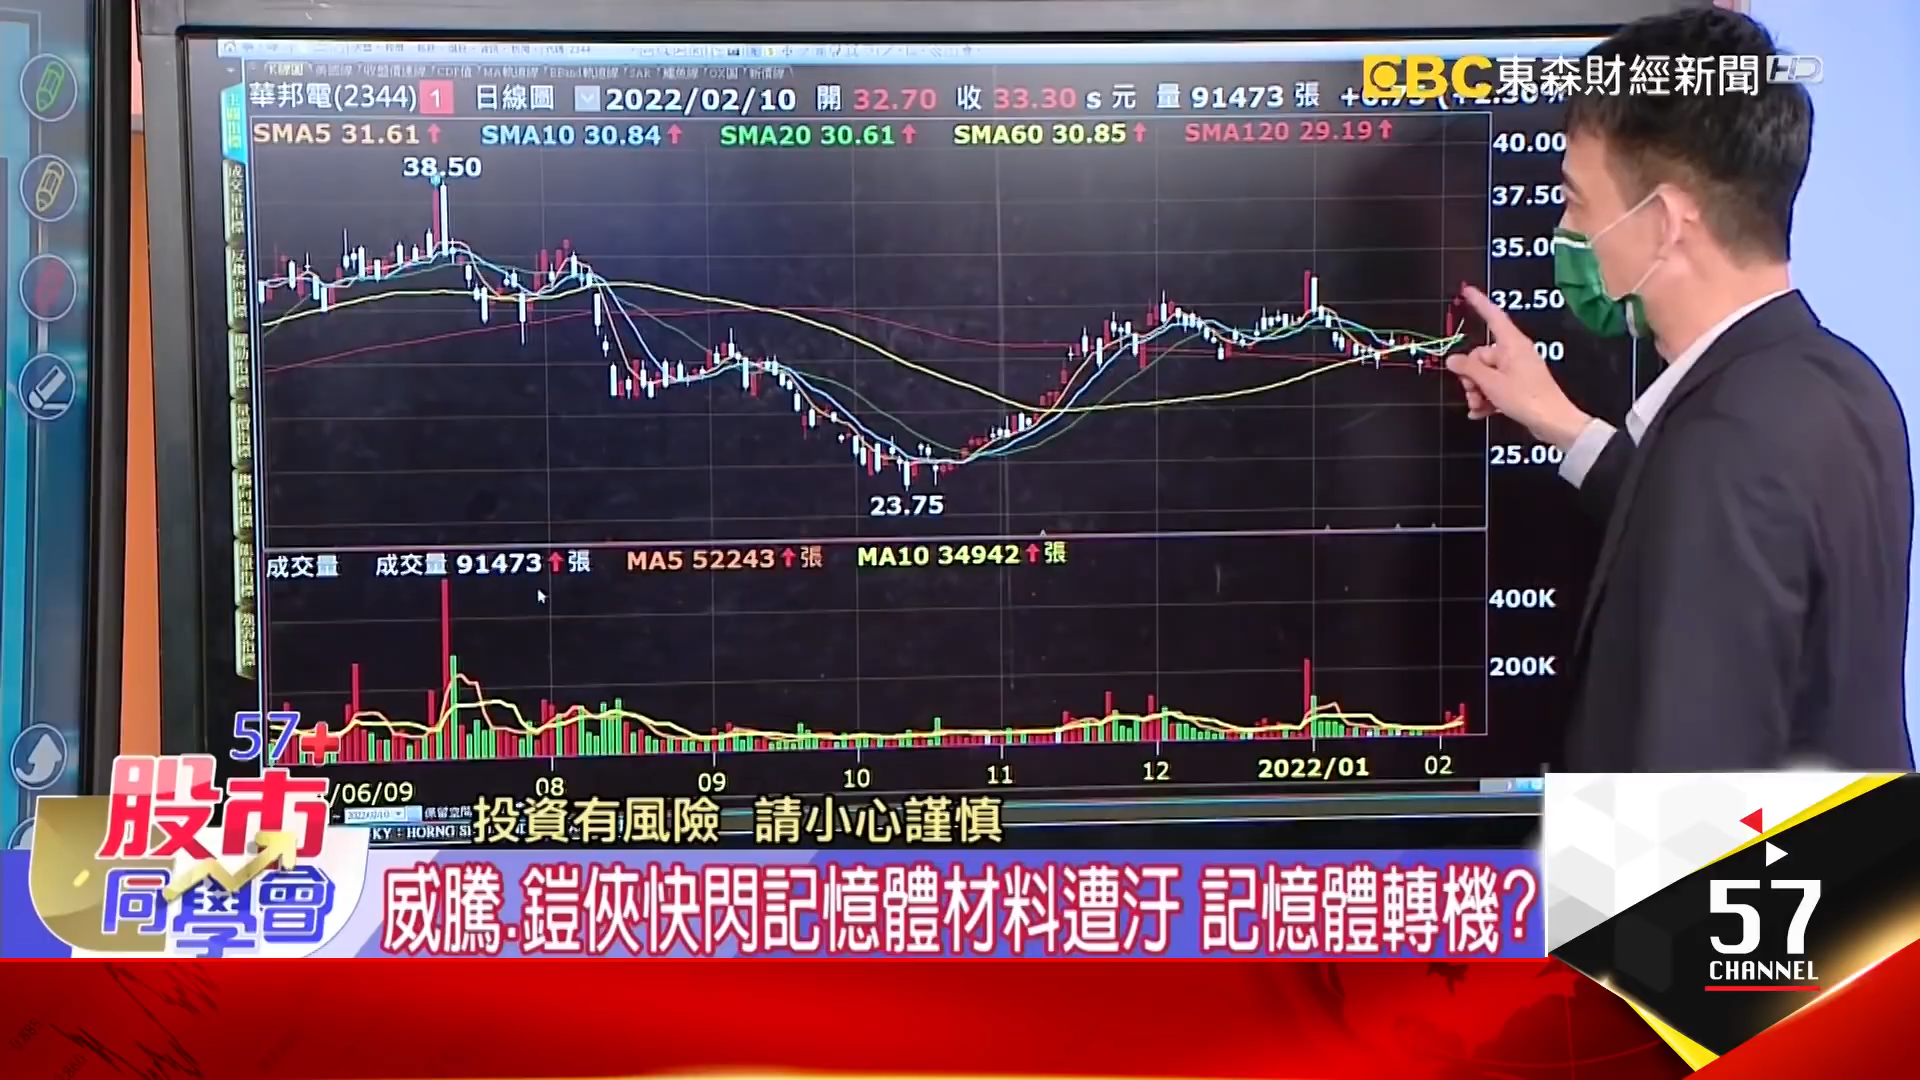 EBC 東森財經新聞 HD
華邦電(2344) 1 日線圖 2022/02/10 開 32.70 收 33.30 s 元 量 91473 張
SMA5 31.61↑ SMA10 30.84↑ SMA20 30.61↑ SMA60 30.85↑ SMA120 29.19↑
38.50
40.00
37.50
35.00
32.50
25.00
23.75
成交量 成交量 91473↑張 MA5 52243↑張 MA10 34942↑張
400K
200K
/06/09 08 09 10 11 12 2022/01 02
57+
股市
同學會
投資有風險 請小心謹慎
威騰.鎧俠快閃記憶體材料遭汙 記憶體轉機?
57
CHANNEL